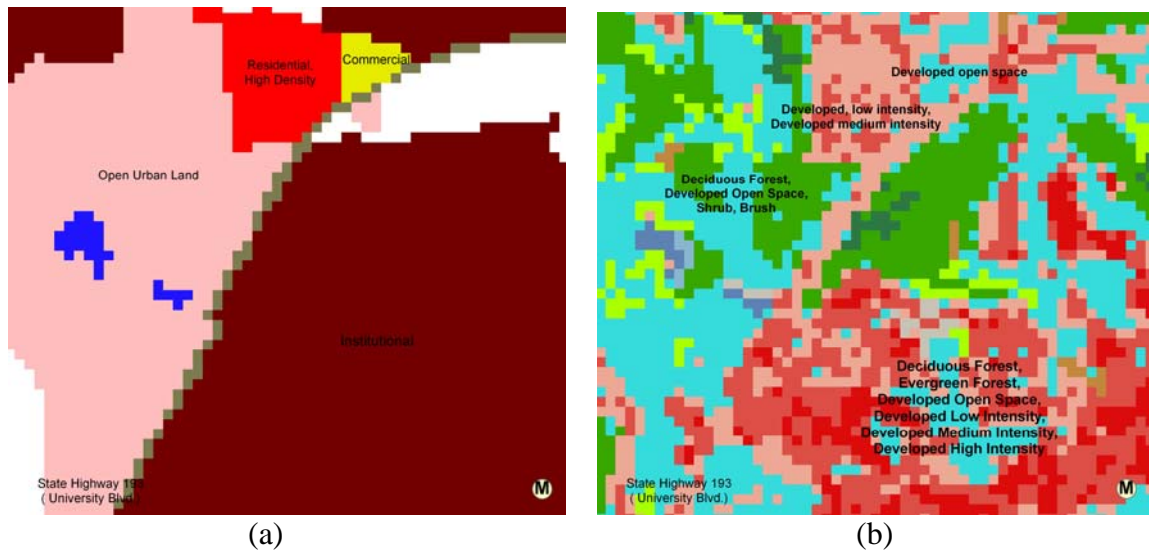 Residential,
High Density
Commercial
Open Urban Land
Institutional
State Highway 193
( University Blvd.)
M
(a)
Developed open space
Developed, low intensity,
Developed medium intensity
Deciduous Forest,
Developed Open Space,
Shrub, Brush
Deciduous Forest,
Evergreen Forest,
Developed Open Space,
Developed Low Intensity,
Developed Medium Intensity,
Developed High Intensity
State Highway 193
( University Blvd.)
M
(b)